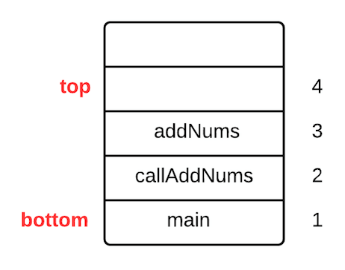 top 4
addNums 3
callAddNums 2
bottom main 1